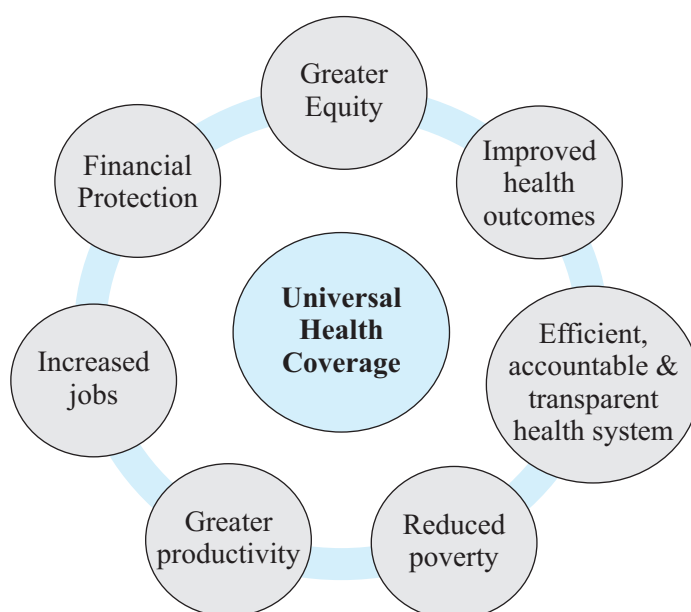 Greater
Equity
Improved
health
outcomes
Efficient,
accountable &
transparent
health system
Reduced
poverty
Greater
productivity
Increased
jobs
Financial
Protection
Universal
Health
Coverage